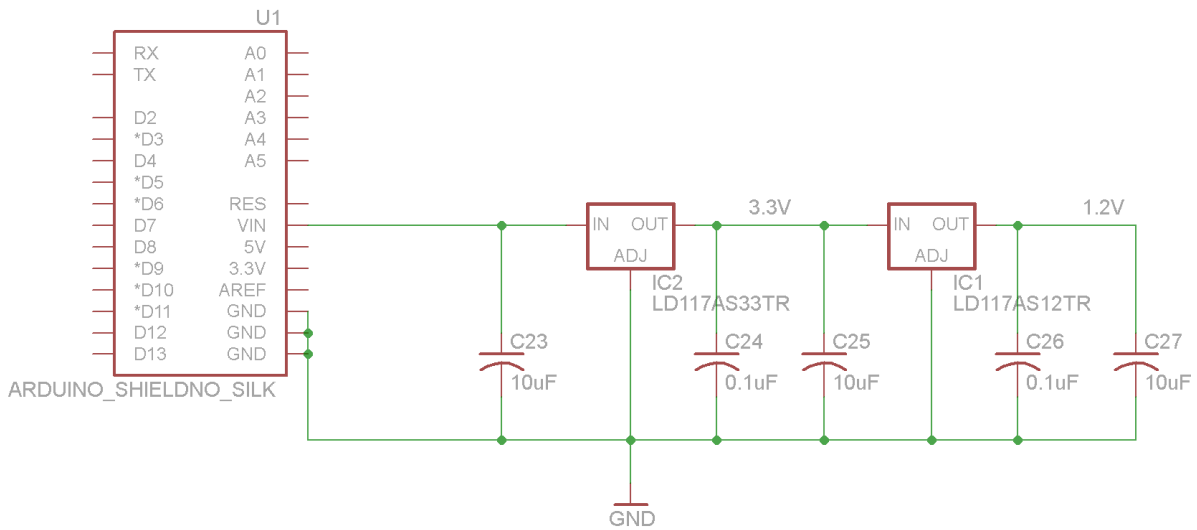 U1
RX A0
TX A1
A2
D2 A3
*D3 A4
D4 A5
*D5
*D6 RES
D7 VIN
D8 5V
*D9 3.3V
*D10 AREF
*D11 GND
D12 GND
D13 GND
ARDUINO_SHIELDNO_SILK
C23
10uF
IN OUT
ADJ
IC2
LD117AS33TR
3.3V
C24
0.1uF
C25
10uF
IN OUT
ADJ
IC1
LD117AS12TR
1.2V
C26
0.1uF
C27
10uF
GND